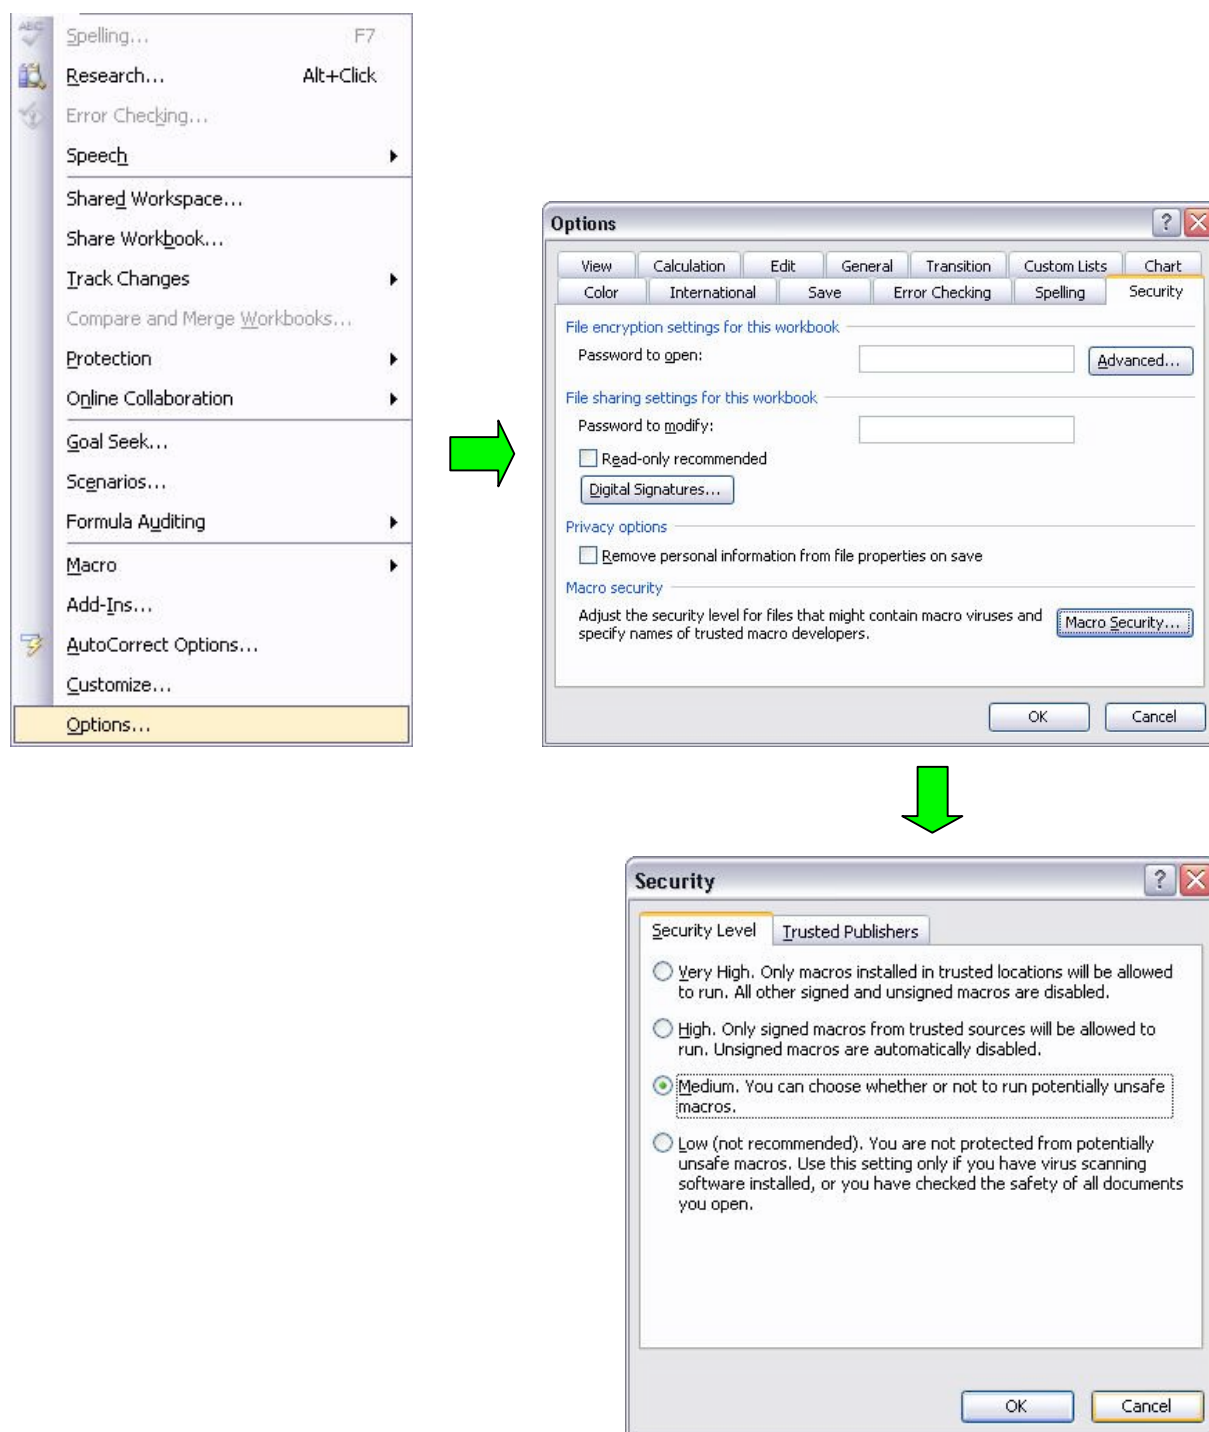 ABC
Spelling... F7
Research... Alt+Click
Error Checking...
Speech
Shared Workspace...
Share Workbook...
Track Changes
Compare and Merge Workbooks...
Protection
Online Collaboration
Goal Seek...
Scenarios...
Formula Auditing
Macro
Add-Ins...
AutoCorrect Options...
Customize...
Options...
Options
View Calculation Edit General Transition Custom Lists Chart
Color International Save Error Checking Spelling Security
File encryption settings for this workbook
Password to open: Advanced...
File sharing settings for this workbook
Password to modify:
Read-only recommended
Digital Signatures...
Privacy options
Remove personal information from file properties on save
Macro security
Adjust the security level for files that might contain macro viruses and
specify names of trusted macro developers.
Macro Security...
OK Cancel
Security
Security Level Trusted Publishers
Very High. Only macros installed in trusted locations will be allowed
to run. All other signed and unsigned macros are disabled.
High. Only signed macros from trusted sources will be allowed to
run. Unsigned macros are automatically disabled.
Medium. You can choose whether or not to run potentially unsafe
macros.
Low (not recommended). You are not protected from potentially
unsafe macros. Use this setting only if you have virus scanning
software installed, or you have checked the safety of all documents
you open.
OK Cancel